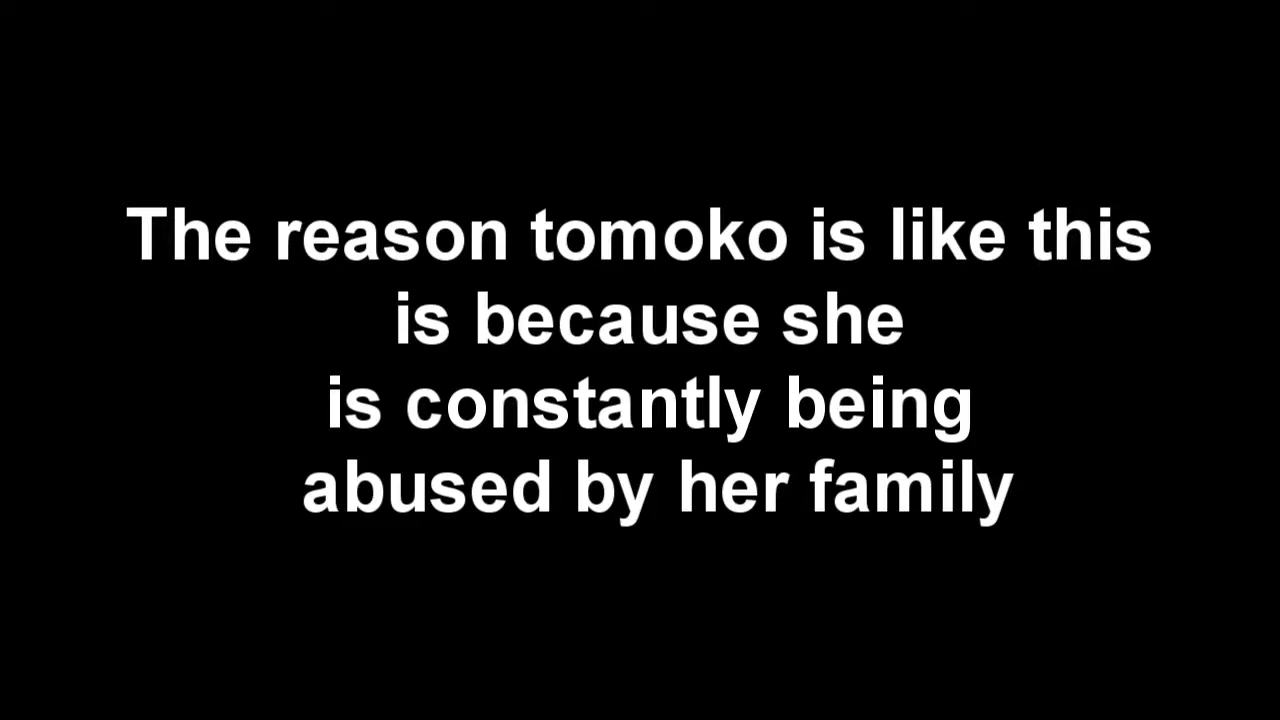 The reason tomoko is like this
is because she
is constantly being
abused by her family